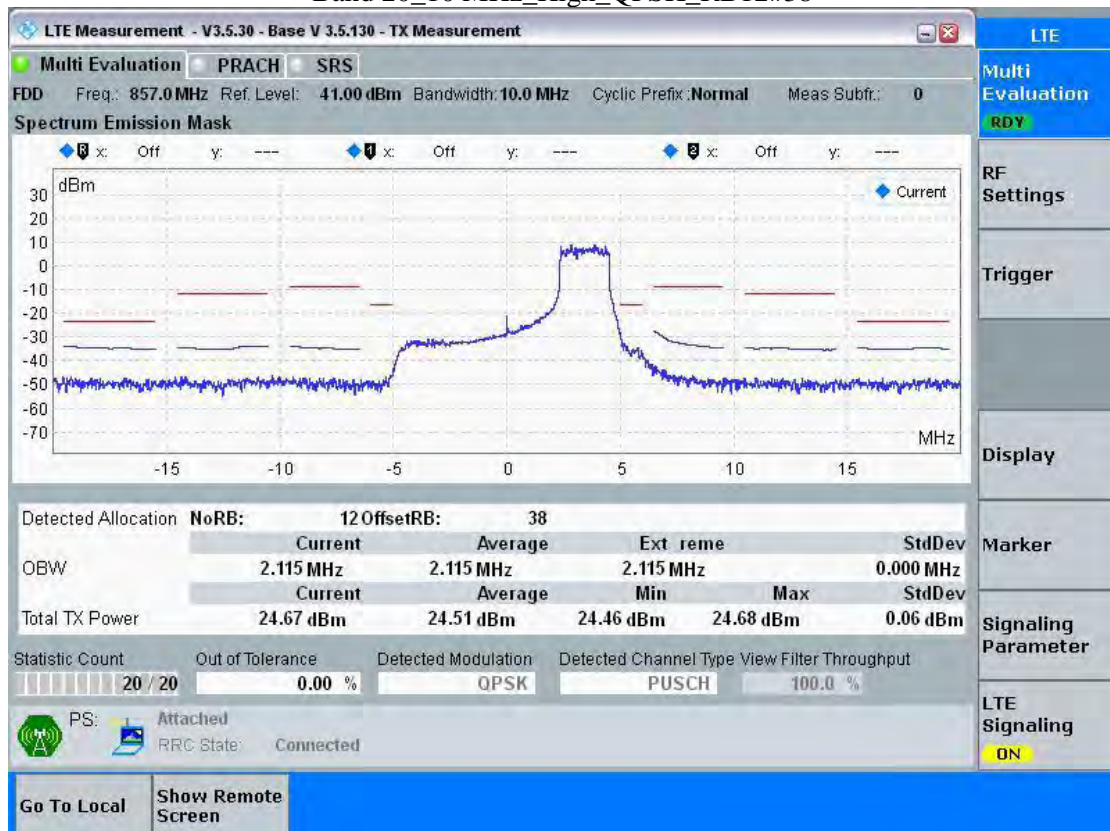 LTE Measurement - V3.5.30 - Base V 3.5.130 - TX Measurement
LTE
Multi Evaluation PRACH SRS
Multi Evaluation
RDY
FDD Freq.: 857.0 MHz Ref. Level: 41.00 dBm Bandwidth: 10.0 MHz Cyclic Prefix : Normal Meas Subfr.: 0
Spectrum Emission Mask
R x: Off y: --- 1 x: Off y: --- 2 x: Off y: ---
dBm
Current
30
20
10
0
-10
-20
-30
-40
-50
-60
-70
MHz
-15 -10 -5 0 5 10 15
RF Settings
Trigger
Display
Marker
Signaling Parameter
LTE Signaling
ON
Detected Allocation NoRB: 12 OffsetRB: 38
Current Average Ext reme StdDev
OBW 2.115 MHz 2.115 MHz 2.115 MHz 0.000 MHz
Current Average Min Max StdDev
Total TX Power 24.67 dBm 24.51 dBm 24.46 dBm 24.68 dBm 0.06 dBm
Statistic Count Out of Tolerance Detected Modulation Detected Channel Type View Filter Throughput
20 / 20 0.00 % QPSK PUSCH 100.0 %
PS: Attached
RRC State: Connected
Go To Local
Show Remote Screen